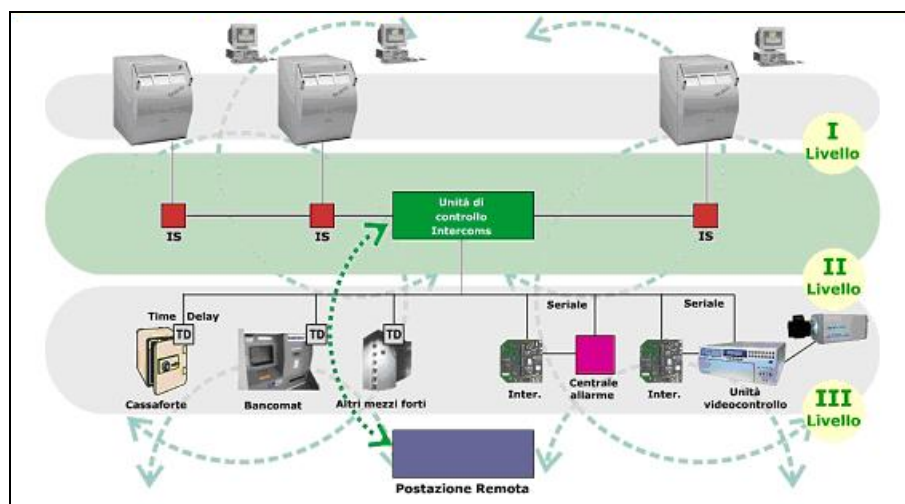 I
Livello
Unità di
controllo
Intercoms
IS
IS
IS
II
Livello
Time Delay
Seriale
Seriale
TD
TD
TD
Cassaforte
Bancomat
Altri mezzi forti
Inter.
Centrale
allarme
Inter.
Unità
videocontrollo
III
Livello
Postazione Remota